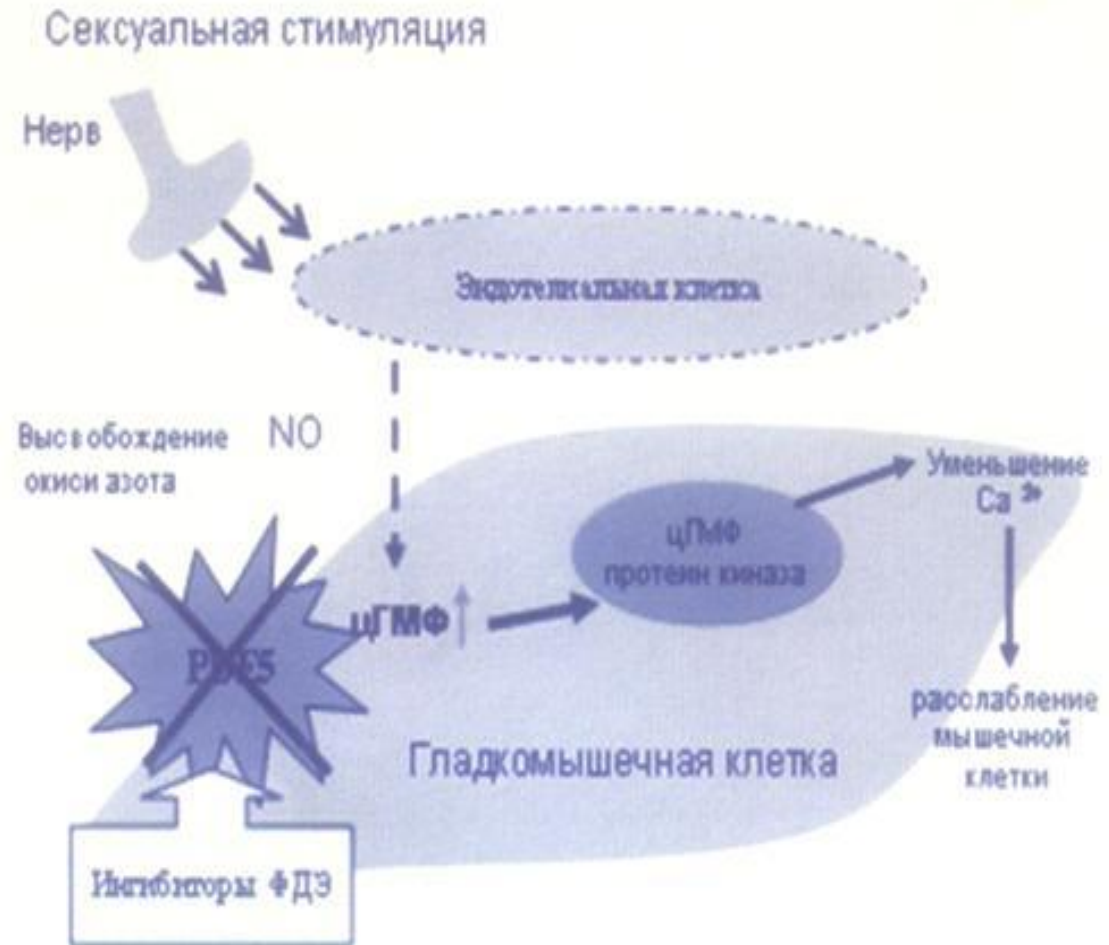 Сексуальная стимуляция
Нерв
Эндотелиальная клетка
Высвобождение
окиси азота
NO
Уменьшение
Ca 2+
цГМФ
протеин киназа
цГМФ
PDE5
расслабление
мышечной
клетки
Гладкомышечная клетка
Ингибиторы ФДЭ